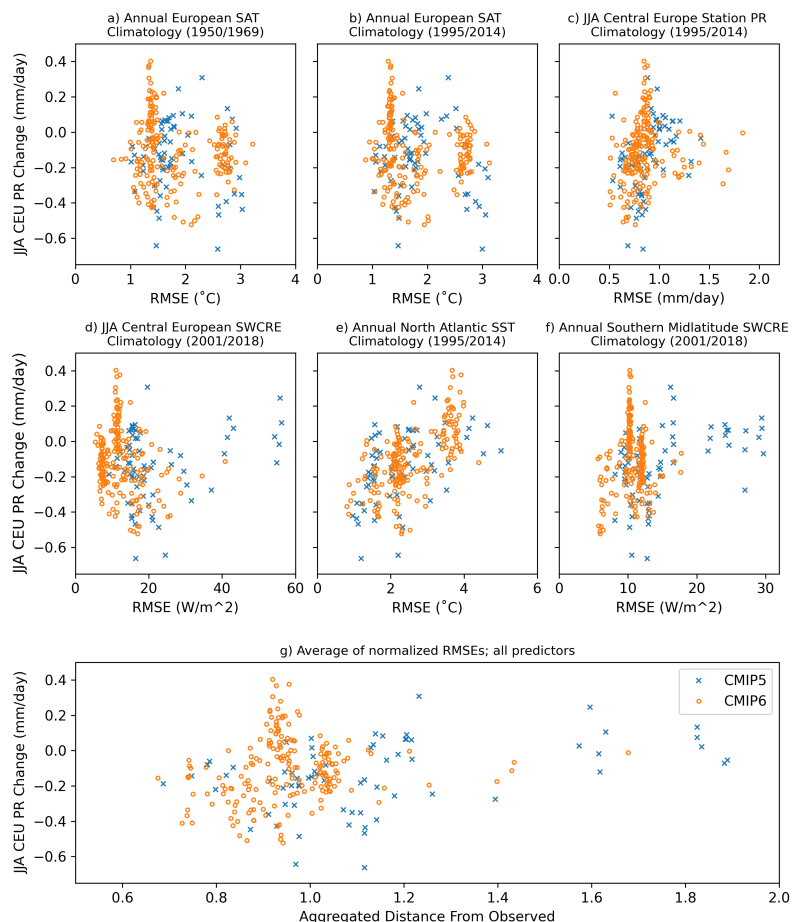 a) Annual European SAT
Climatology (1950/1969)
b) Annual European SAT
Climatology (1995/2014)
c) JJA Central Europe Station PR
Climatology (1995/2014)
JJA CEU PR Change (mm/day)
0.4
0.2
0.0
−0.2
−0.4
−0.6
0 1 2 3 4
0 1 2 3 4
0.0 0.5 1.0 1.5 2.0
RMSE (˚C)
RMSE (˚C)
RMSE (mm/day)
d) JJA Central European SWCRE
Climatology (2001/2018)
e) Annual North Atlantic SST
Climatology (1995/2014)
f) Annual Southern Midlatitude SWCRE
Climatology (2001/2018)
JJA CEU PR Change (mm/day)
0.4
0.2
0.0
−0.2
−0.4
−0.6
0 20 40 60
0 2 4 6
0 10 20 30
RMSE (W/m^2)
RMSE (˚C)
RMSE (W/m^2)
g) Average of normalized RMSEs; all predictors
JJA CEU PR Change (mm/day)
0.4
0.2
0.0
−0.2
−0.4
−0.6
CMIP5
CMIP6
0.6 0.8 1.0 1.2 1.4 1.6 1.8 2.0
Aggregated Distance From Observed